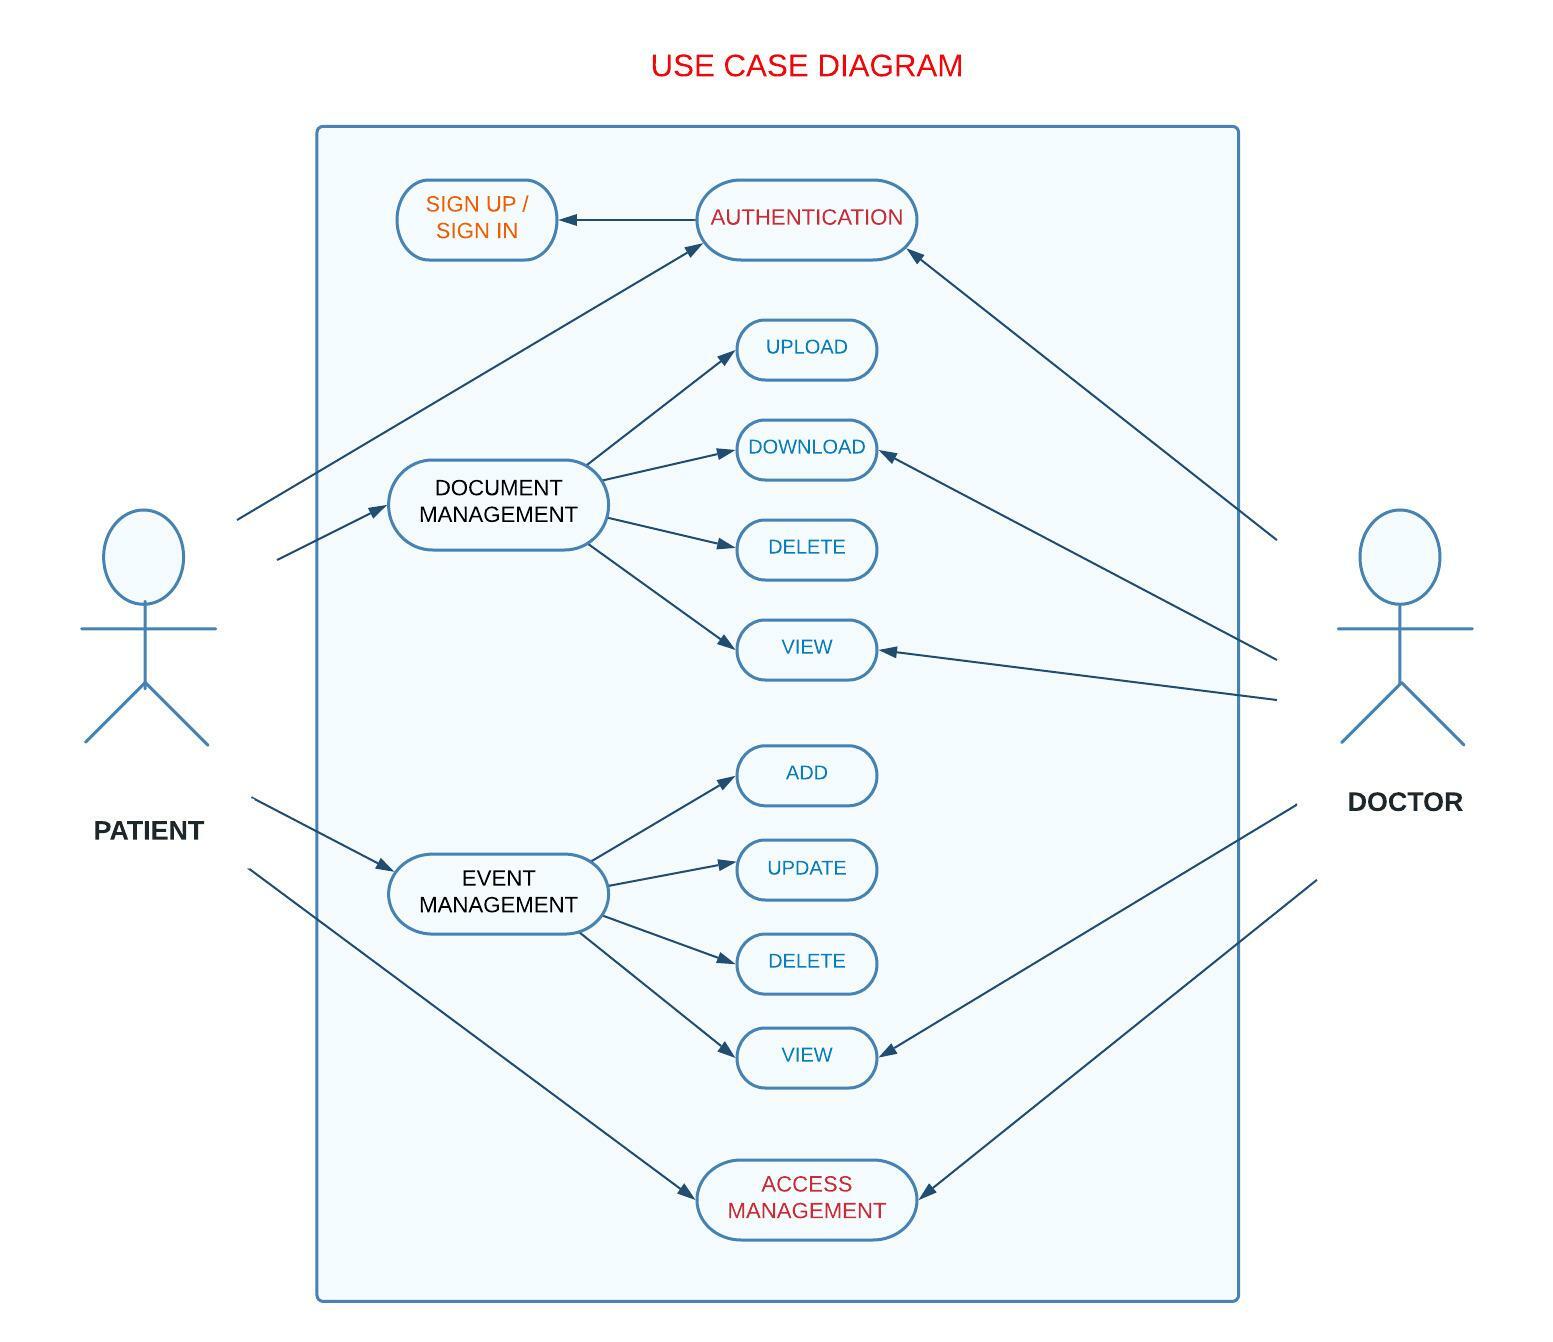 USE CASE DIAGRAM
SIGN UP /
SIGN IN
AUTHENTICATION
UPLOAD
DOWNLOAD
DOCUMENT
MANAGEMENT
DELETE
VIEW
ADD
PATIENT
DOCTOR
EVENT
MANAGEMENT
UPDATE
DELETE
VIEW
ACCESS
MANAGEMENT